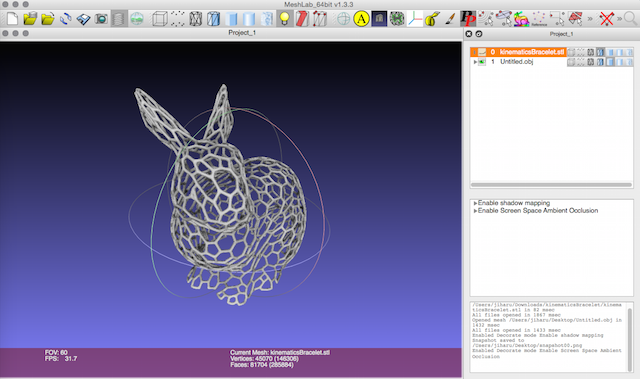 MeshLab_64bit v1.3.3
Project_1
Project_1
0 kinematicsBracelet.stl
1 Untitled.obj
Enable shadow mapping
Enable Screen Space Ambient Occlusion
/Users/jiharu/Downloads/kinematicsBracelet/kinema
ticsBracelet.stl in 82 msec
All files opened in 1867 msec
Opened mesh /Users/jiharu/Desktop/Untitled.obj in
1432 msec
All files opened in 1433 msec
Enabled Decorate mode Enable shadow mapping
Snapshot saved to
/Users/jiharu/Desktop/snapshot00.png
Enabled Decorate mode Enable Screen Space Ambient
Occlusion
FOV: 60
FPS: 31.7
Current Mesh: kinematicsBracelet.stl
Vertices: 45070 (146306)
Faces: 81704 (285884)